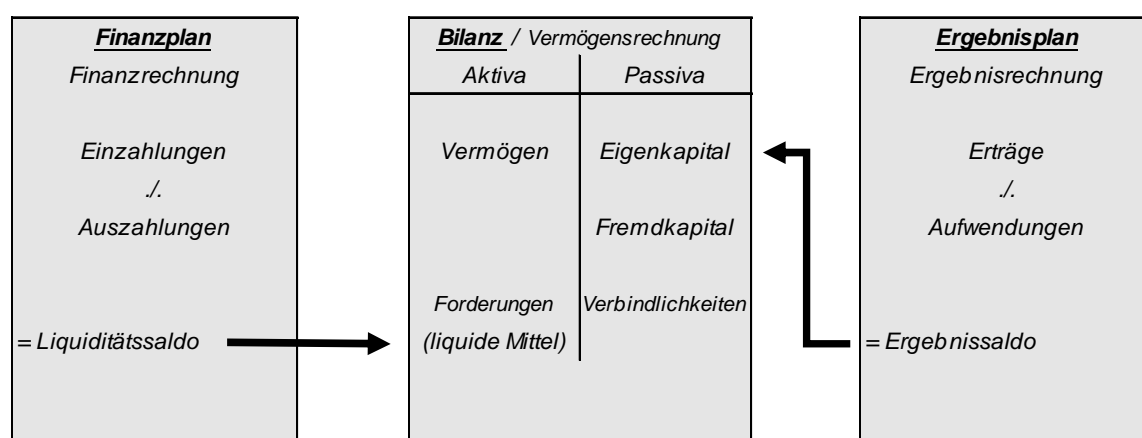 Finanzplan
Finanzrechnung
Einzahlungen
./.
Auszahlungen
= Liquiditätssaldo
Bilanz / Vermögensrechnung
Aktiva Passiva
Vermögen Eigenkapital
Fremdkapital
Forderungen Verbindlichkeiten
(liquide Mittel)
Ergebnisplan
Ergebnisrechnung
Erträge
./.
Aufwendungen
= Ergebnissaldo